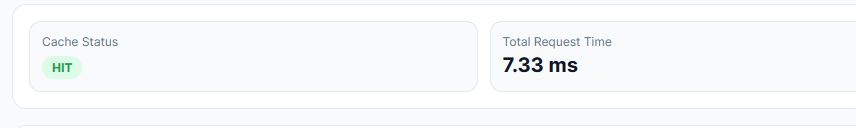 Cache Status
HIT
Total Request Time
7.33 ms